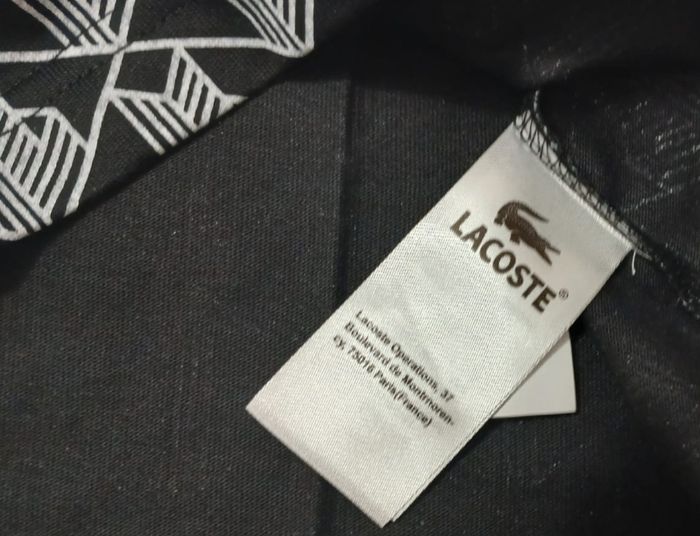 LACOSTE®
Lacoste Operations, 37
Boulevard de Montmoren-
cy, 75016 Paris(France)